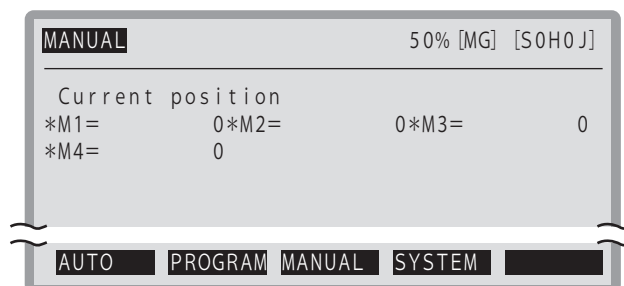 MANUAL 50% [MG] [S0H0J]
Current position
*M1= 0*M2= 0*M3= 0
*M4= 0
AUTO PROGRAM MANUAL SYSTEM